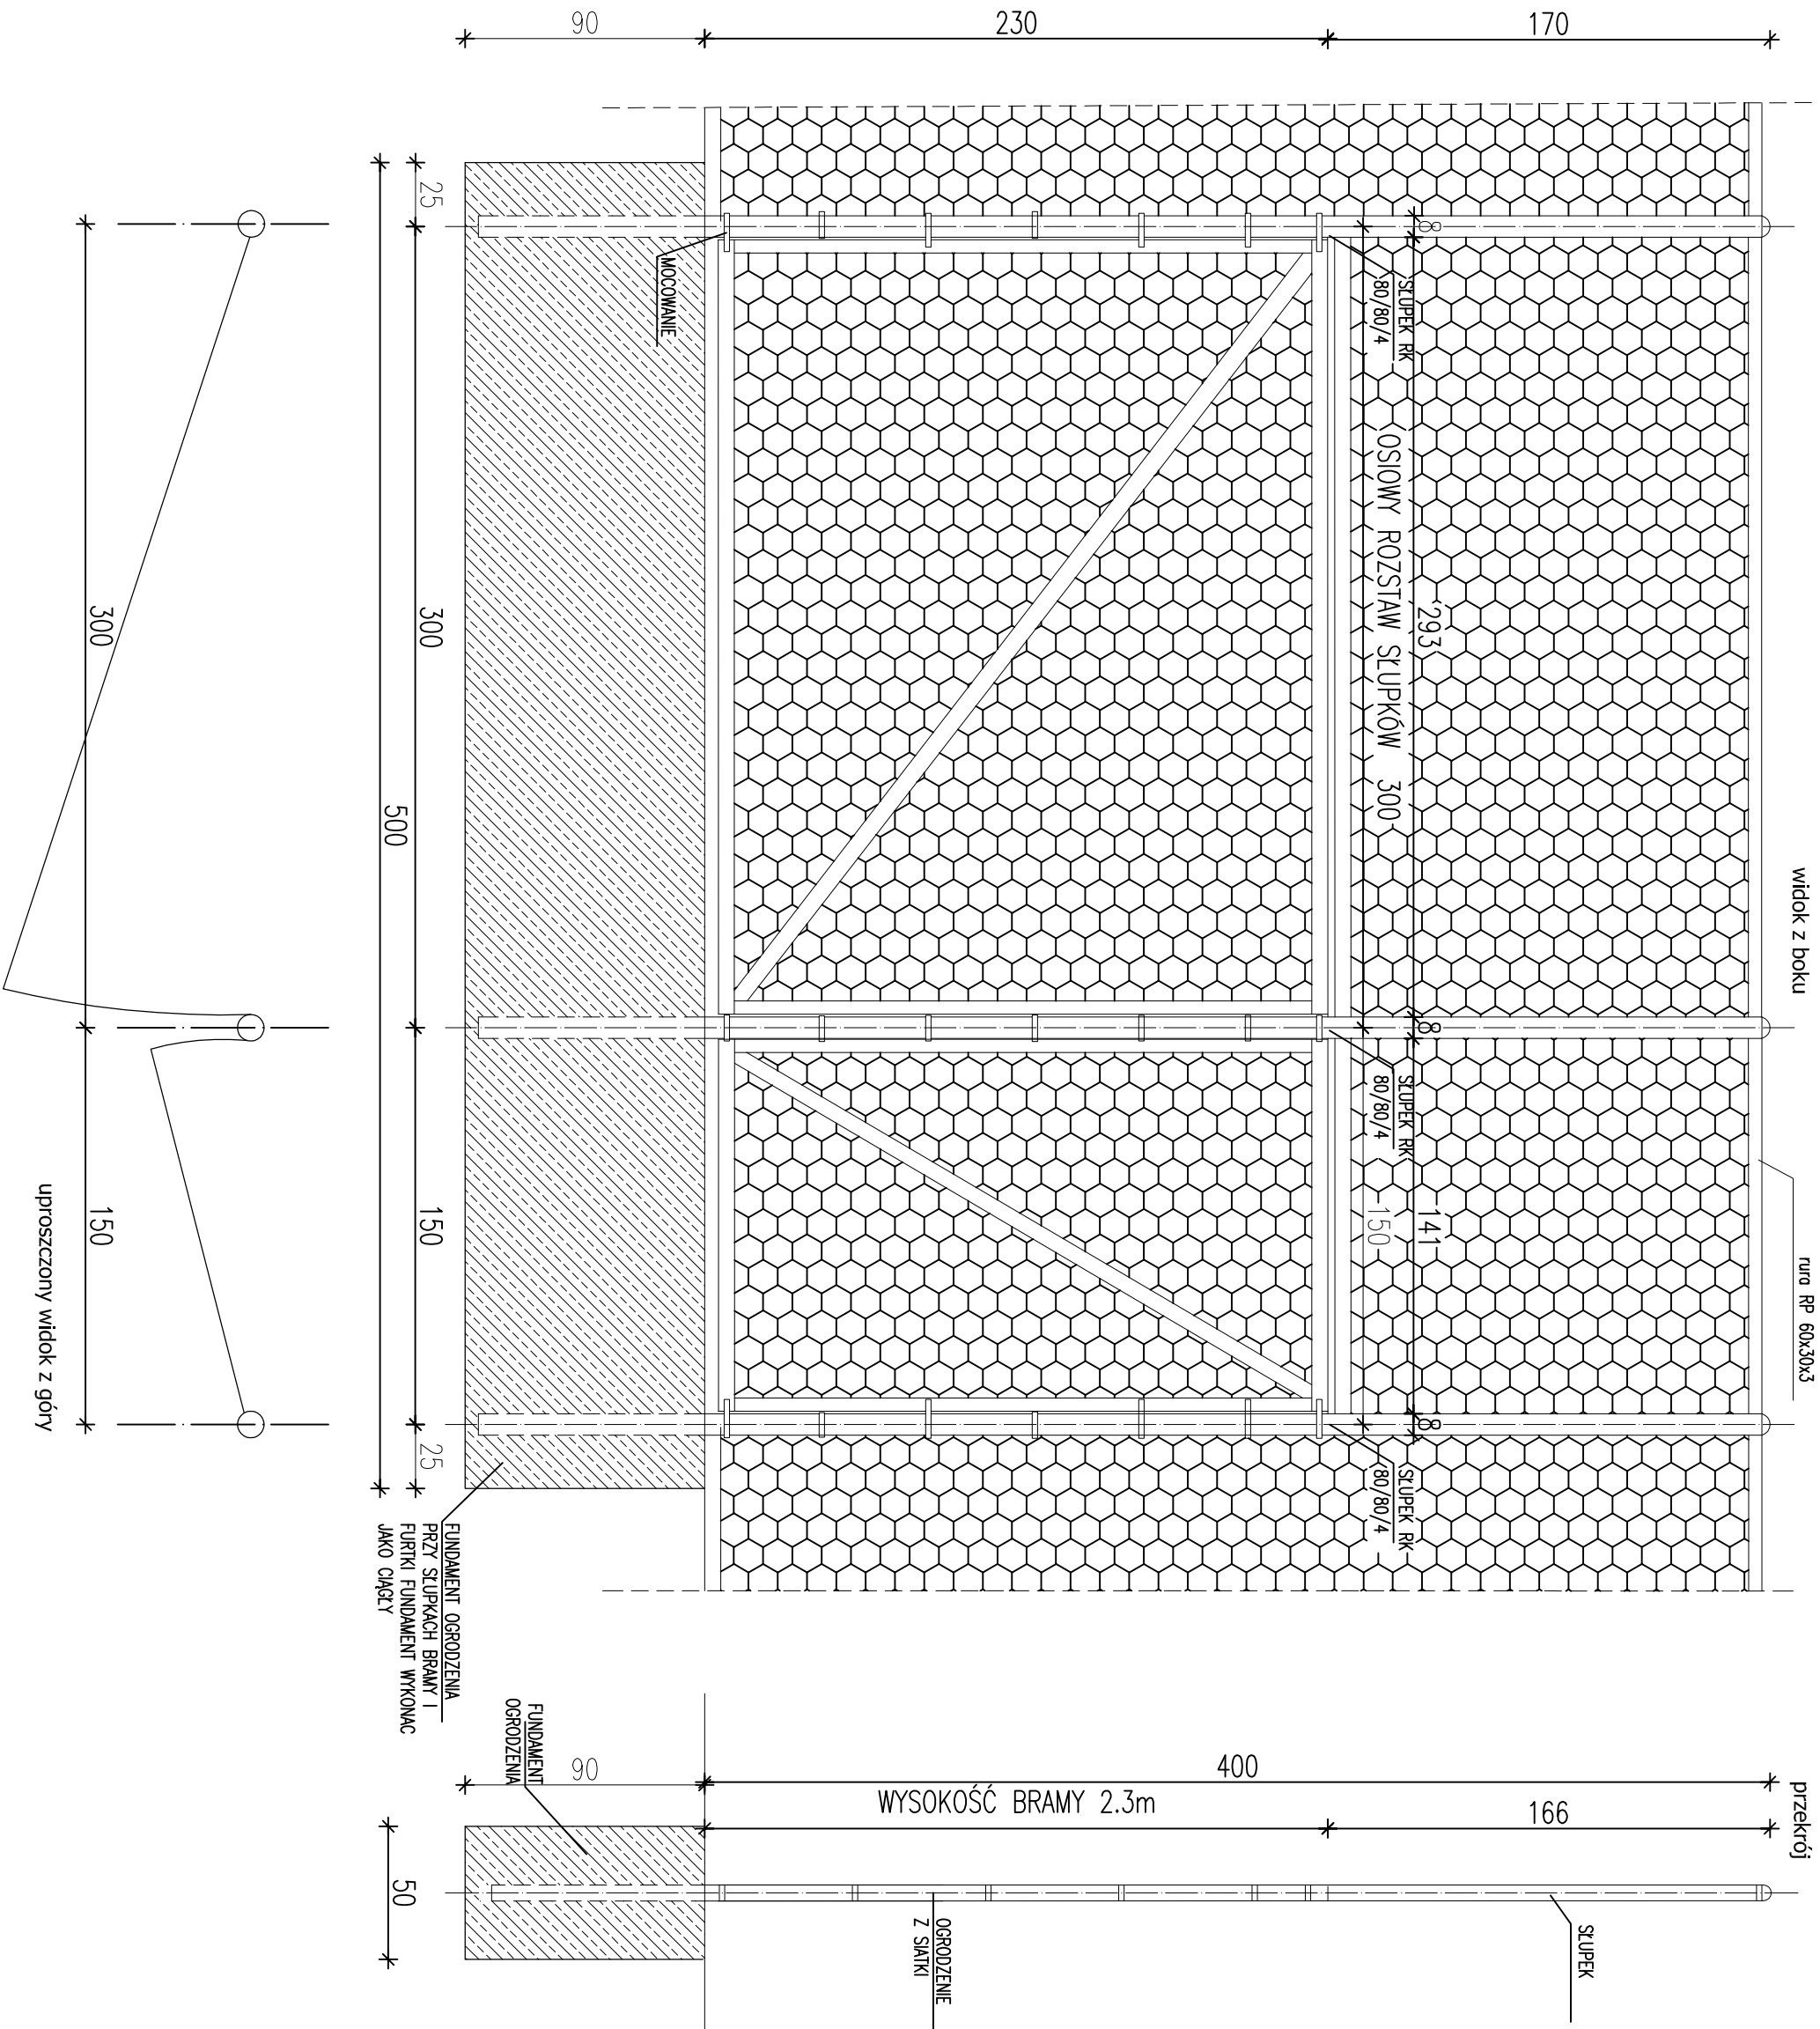 widok z boku
przekrój
rura RP 60x30x3
170
230
90
8
293
8
141
8
OSIOWY ROZSTAW SŁUPKÓW 300
150
SŁUPEK RK
80/80/4
SŁUPEK RK
80/80/4
SŁUPEK RK
80/80/4
MOCOWANIE
25
300
150
25
500
FUNDAMENT OGRODZENIA
PRZY SŁUPKACH BRAMY I
FURTKI FUNDAMENT WYKONAC
JAKO CIĄGŁY
300
150
uproszczony widok z góry
166
400
WYSOKOŚĆ BRAMY 2.3m
90
50
SŁUPEK
OGRODZENIE
Z SIATKI
FUNDAMENT
OGRODZENIA